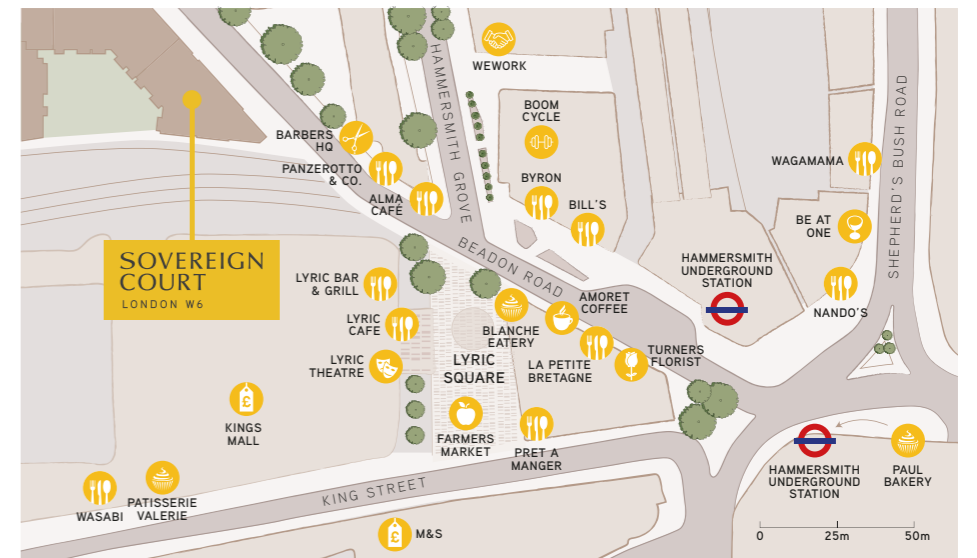 WEWORK
HAMMERSMITH GROVE
BOOM
CYCLE
SHEPHERD'S BUSH ROAD
BARBERS
HQ
PANZEROTTO
& CO.
ALMA
CAFÉ
BYRON
BILL'S
WAGAMAMA
BE AT
ONE
SOVEREIGN
COURT
LONDON W6
BEADON ROAD
HAMMERSMITH
UNDERGROUND
STATION
NANDO'S
LYRIC BAR
& GRILL
LYRIC
CAFE
LYRIC
THEATRE
BLANCHE
EATERY
AMORET
COFFEE
LYRIC
SQUARE
LA PETITE
BRETAGNE
TURNERS
FLORIST
£
KINGS
MALL
FARMERS
MARKET
PRET A
MANGER
WASABI
PATISSERIE
VALERIE
KING STREET
£
M&S
HAMMERSMITH
UNDERGROUND
STATION
PAUL
BAKERY
0
25m
50m